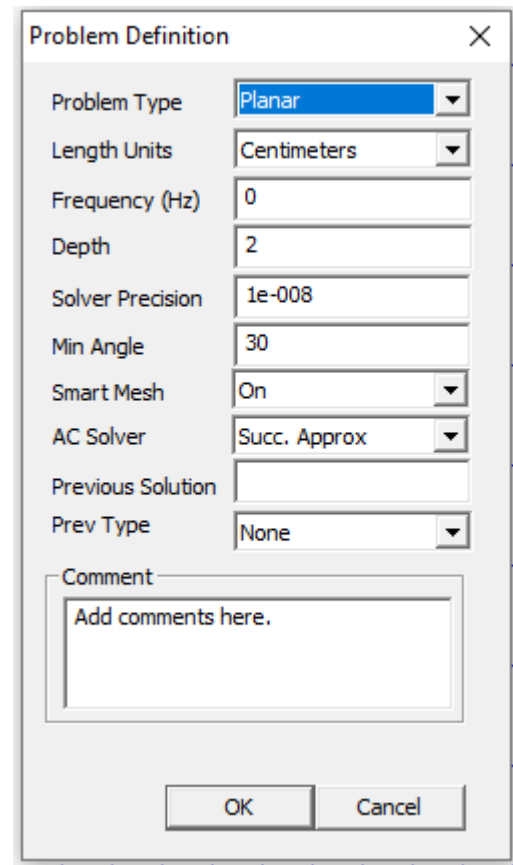 Problem Definition
Problem Type Planar
Length Units Centimeters
Frequency (Hz) 0
Depth 2
Solver Precision 1e-008
Min Angle 30
Smart Mesh On
AC Solver Succ. Approx
Previous Solution
Prev Type None
Comment
Add comments here.
OK Cancel